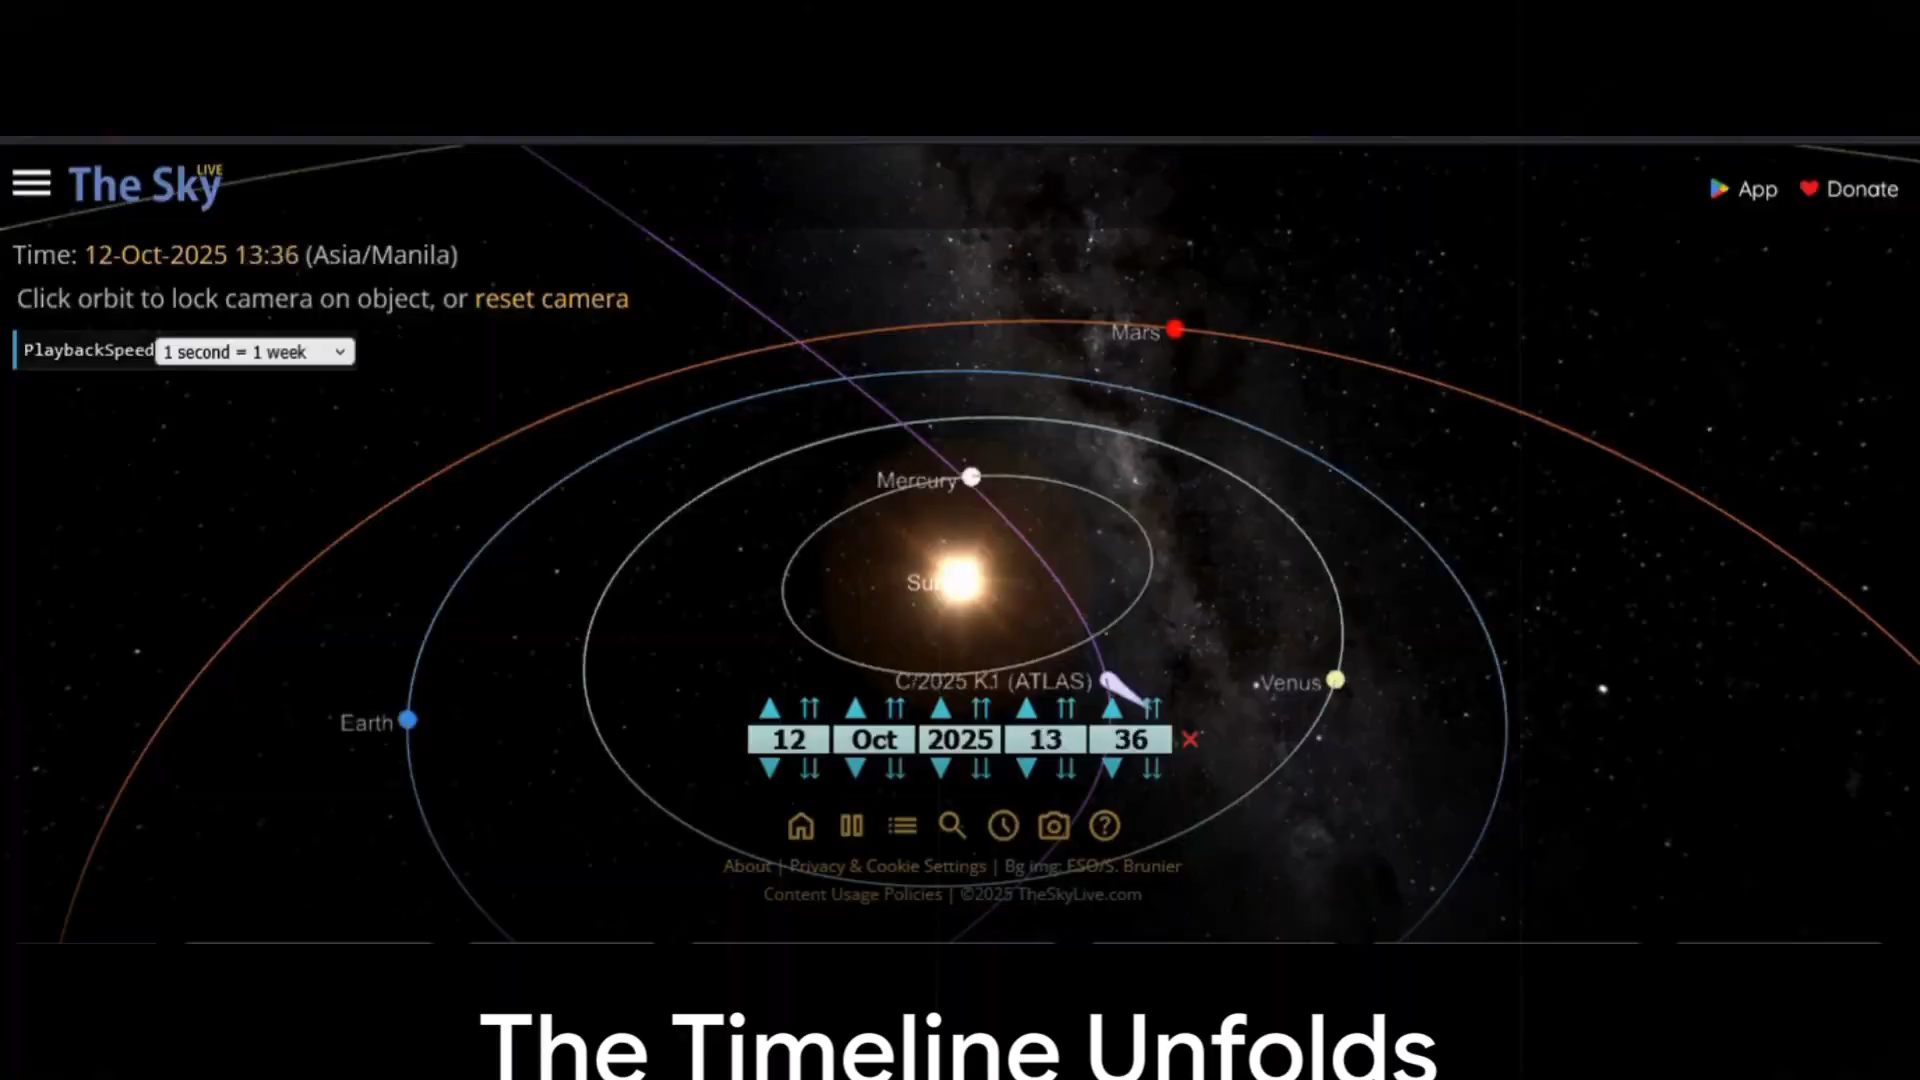 The Sky LIVE
App Donate
Time: 12-Oct-2025 13:36 (Asia/Manila)
Click orbit to lock camera on object, or reset camera
PlaybackSpeed 1 second = 1 week
Mars
Mercury
Sun
C/2025 K1 (ATLAS)
Venus
Earth
12 Oct 2025 13 36
About | Privacy & Cookie Settings | Bg img: ESO/S. Brunier
Content Usage Policies | ©2025 TheSkyLive.com
The Timeline Unfolds